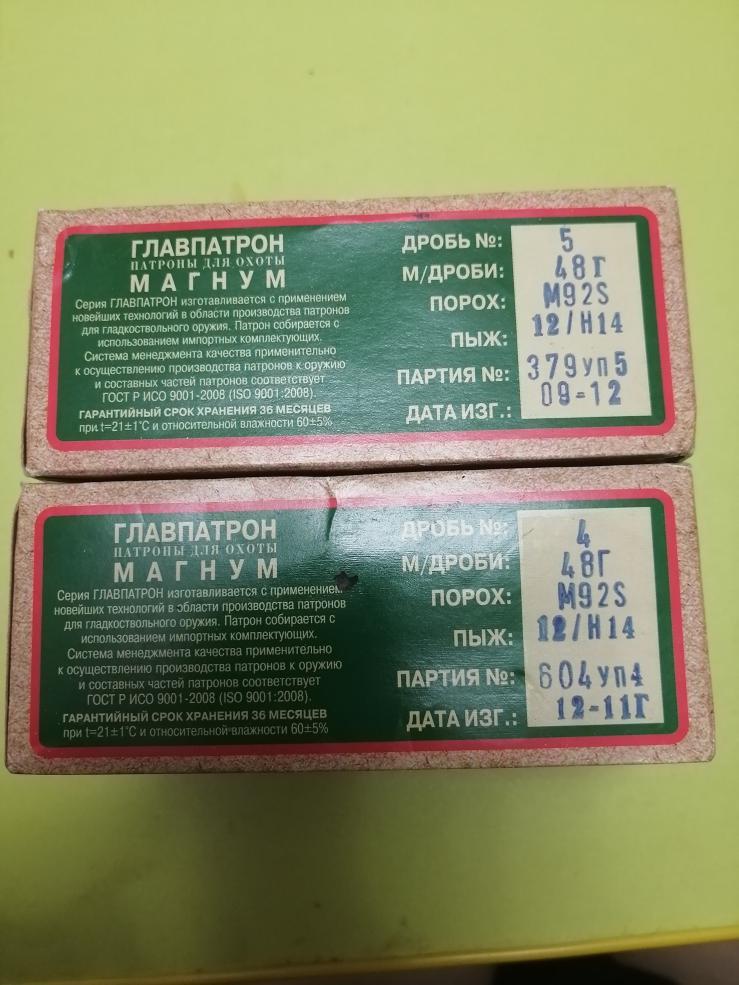 ГЛАВПАТРОН
ПАТРОНЫ ДЛЯ ОХОТЫ
МАГНУМ
Серия ГЛАВПАТРОН изготавливается с применением
новейших технологий в области производства патронов
для гладкоствольного оружия. Патрон собирается с
использованием импортных комплектующих.
Система менеджмента качества применительно
к осуществлению производства патронов к оружию
и составных частей патронов соответствует
ГОСТ Р ИСО 9001-2008 (ISO 9001:2008).
ГАРАНТИЙНЫЙ СРОК ХРАНЕНИЯ 36 МЕСЯЦЕВ
при t=21±1°С и относительной влажности 60±5%
ДРОБЬ №: 5
М/ДРОБИ: 48Г
ПОРОХ: M92S
ПЫЖ: 12/Н14
ПАРТИЯ №: 379уп5
ДАТА ИЗГ.: 09-12
ГЛАВПАТРОН
ПАТРОНЫ ДЛЯ ОХОТЫ
МАГНУМ
Серия ГЛАВПАТРОН изготавливается с применением
новейших технологий в области производства патронов
для гладкоствольного оружия. Патрон собирается с
использованием импортных комплектующих.
Система менеджмента качества применительно
к осуществлению производства патронов к оружию
и составных частей патронов соответствует
ГОСТ Р ИСО 9001-2008 (ISO 9001:2008).
ГАРАНТИЙНЫЙ СРОК ХРАНЕНИЯ 36 МЕСЯЦЕВ
при t=21±1°С и относительной влажности 60±5%
ДРОБЬ №: 4
М/ДРОБИ: 48Г
ПОРОХ: M92S
ПЫЖ: 12/Н14
ПАРТИЯ №: 604уп4
ДАТА ИЗГ.: 12-11Г